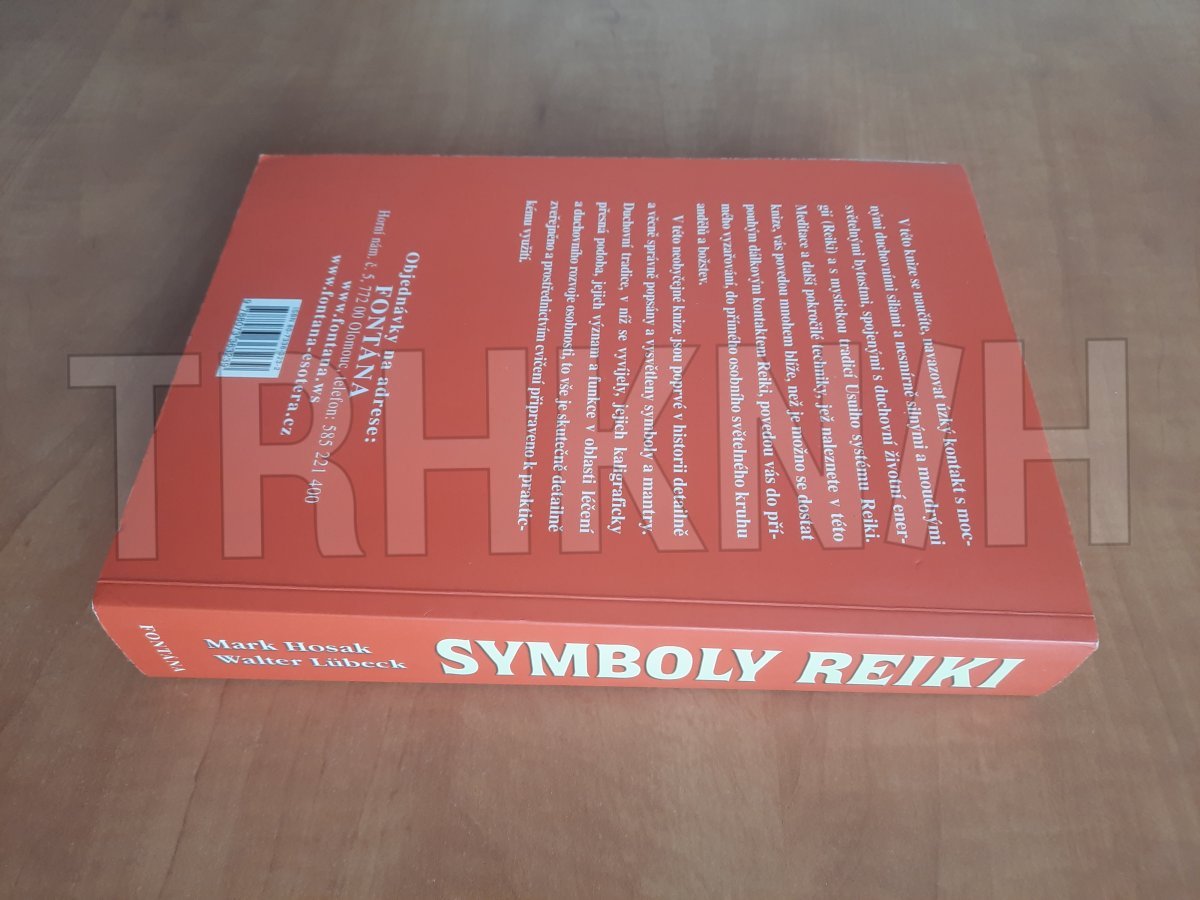 V této knize se naučíte, navazovat úzký kontakt s moc-
nými duchovními silami a nesmírně silnými a moudrými
světelnými bytostmi, spojenými s duchovní životní ener-
gií (Reiki) a s mystickou tradicí Usuiho systému Reiki.
Meditace a další pokročilé techniky, jež naleznete v této
knize, vás povedou mnohem blíže, než je možno se dostat
pouhým dálkovým kontaktem Reiki, povedou vás do pří-
mého vyzařování, do přímého osobního světelného kruhu
andělů a božstev.
V této neobyčejné knize jsou poprvé v historii detailně
a věcně správně popsány a vysvětleny symboly a mantry.
Duchovní tradice, v níž se vyvíjely, jejich kaligraficky
přesná podoba, jejich význam a funkce v oblasti léčení
a duchovního rozvoje osobnosti, to vše je skutečně detailně
zveřejněno a prostřednictvím cvičení připraveno k praktic-
kému využití.
Objednávky na adrese:
FONTÁNA
Horní nám. č. 5, 772 00 Olomouc, telefon: 585 221 400
www.fontana.ws
www.fontana-esotera.cz
FONTÁNA
Mark Hosak
Walter Lübeck
SYMBOLY REIKI
TRHKNIH